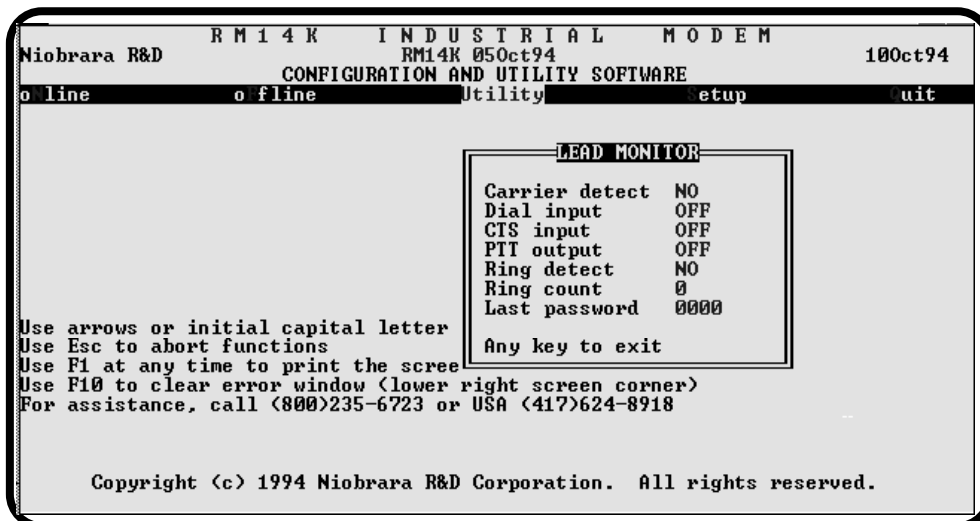 R M 1 4 K I N D U S T R I A L M O D E M
Niobrara R&D RM14K 05Oct94 10Oct94
CONFIGURATION AND UTILITY SOFTWARE
oNline oFfline Utility Setup Quit
LEAD MONITOR
Carrier detect NO
Dial input OFF
CTS input OFF
PTT output OFF
Ring detect NO
Ring count 0
Last password 0000
Any key to exit
Use arrows or initial capital letter
Use Esc to abort functions
Use F1 at any time to print the scree
Use F10 to clear error window (lower right screen corner)
For assistance, call (800)235-6723 or USA (417)624-8918
Copyright (c) 1994 Niobrara R&D Corporation. All rights reserved.